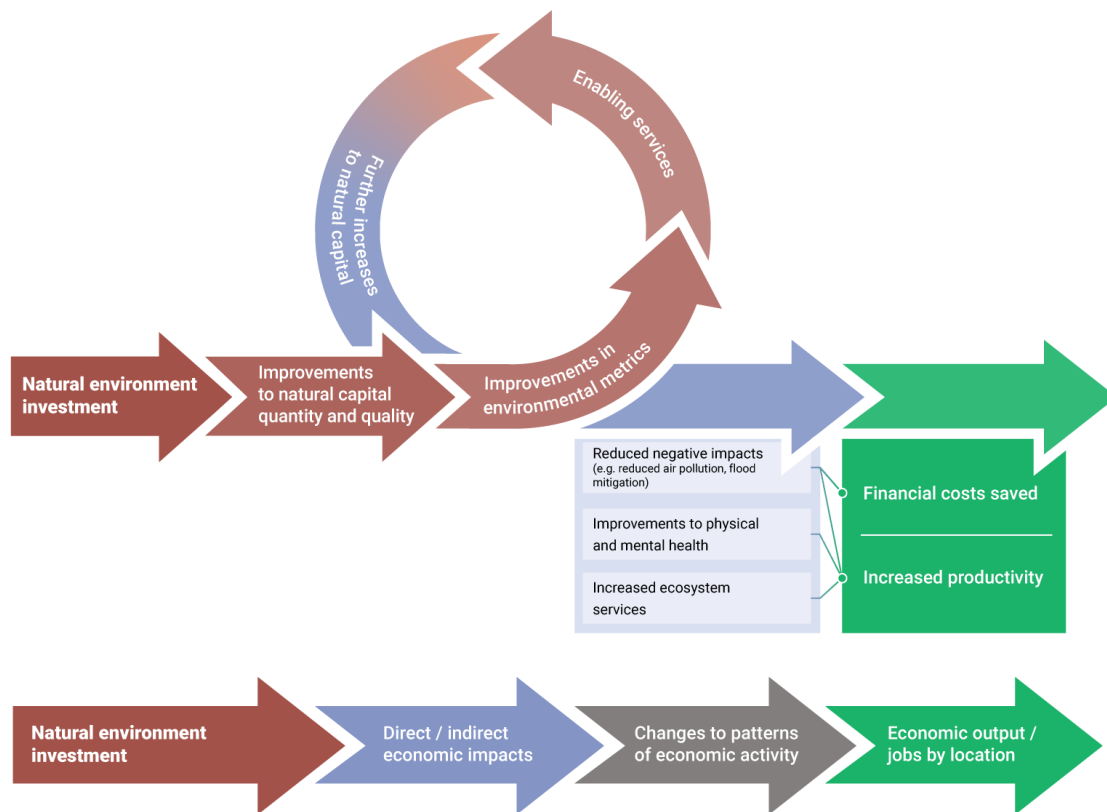 Enabling services
Further increases
to natural capital
Natural environment
investment
Improvements
to natural capital
quantity and quality
Improvements in
environmental metrics
Reduced negative impacts
(e.g. reduced air pollution, flood
mitigation)
Improvements to physical
and mental health
Increased ecosystem
services
Financial costs saved
Increased productivity
Natural environment
investment
Direct / indirect
economic impacts
Changes to patterns
of economic activity
Economic output /
jobs by location